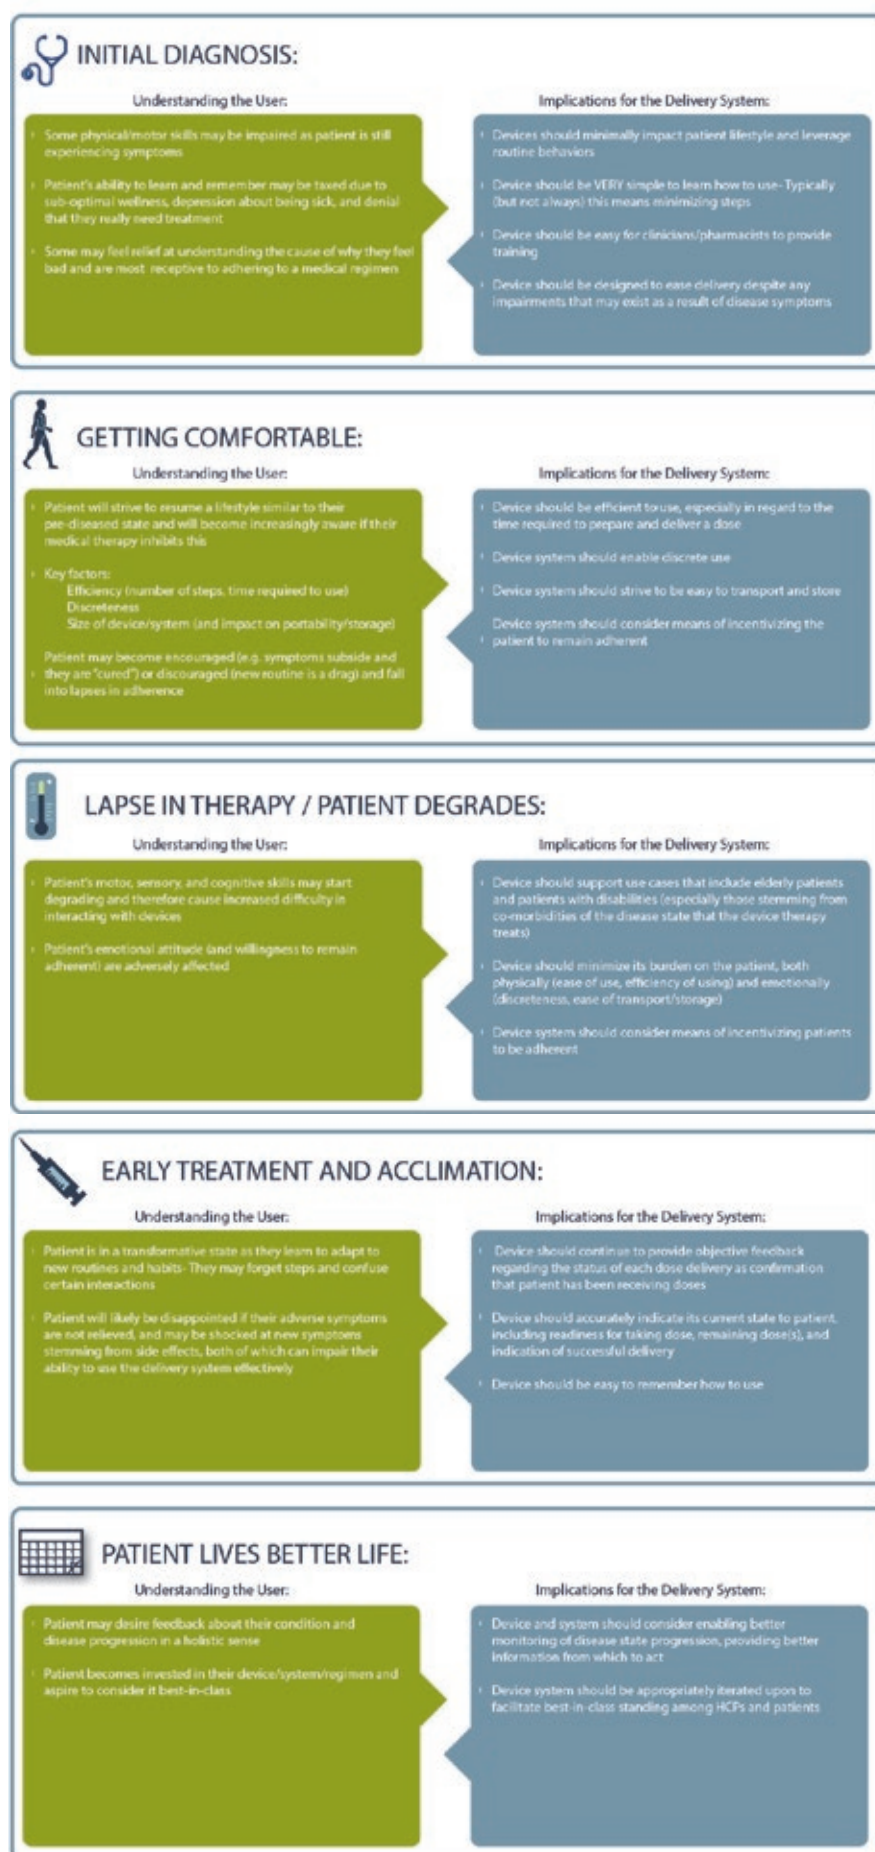 INITIAL DIAGNOSIS:
Understanding the User:
Some physical/motor skills may be impaired as patient is still
experiencing symptoms
Patient's ability to learn and remember may be taxed due to
sub-optimal wellness, depression about being sick, and denial
that they really need treatment
Some may feel relief at understanding the cause of why they feel
bad and are most receptive to adhering to a medical regimen
Implications for the Delivery System:
Devices should minimally impact patient lifestyle and leverage
routine behaviors
Device should be VERY simple to learn how to use- Typically
(but not always) this means minimizing steps
Device should be easy for clinicians/pharmacists to provide
training
Device should be designed to ease delivery despite any
impairments that may exist as a result of disease symptoms
GETTING COMFORTABLE:
Understanding the User:
Patient will strive to resume a lifestyle similar to their
pre-diseased state and will become increasingly aware if their
medical therapy inhibits this
Key factors:
Efficiency (number of steps, time required to use)
Discreteness
Size of device/system (and impact on portability/storage)
Patient may become encouraged (e.g. symptoms subside and
they are "cured") or discouraged (new routine is a drag) and fall
into lapses in adherence
Implications for the Delivery System:
Device should be efficient to use, especially in regard to the
time required to prepare and deliver a dose
Device system should enable discrete use
Device system should strive to be easy to transport and store
Device system should consider means of incentivizing the
patient to remain adherent
LAPSE IN THERAPY / PATIENT DEGRADES:
Understanding the User:
Patient's motor, sensory, and cognitive skills may start
degrading and therefore cause increased difficulty in
interacting with devices
Patient's emotional attitude (and willingness to remain
adherent) are adversely affected
Implications for the Delivery System:
Device should support use cases that include elderly patients
and patients with disabilities (especially those stemming from
co-morbidities of the disease state that the device therapy
treats)
Device should minimize its burden on the patient, both
physically (ease of use, efficiency of using) and emotionally
(discreteness, ease of transport/storage)
Device system should consider means of incentivizing patients
to be adherent
EARLY TREATMENT AND ACCLIMATION:
Understanding the User:
Patient is in a transformative state as they learn to adapt to
new routines and habits- They may forget steps and confuse
certain interactions
Patient will likely be disappointed if their adverse symptoms
are not relieved, and may be shocked at new symptoms
stemming from side effects, both of which can impair their
ability to use the delivery system effectively
Implications for the Delivery System:
Device should continue to provide objective feedback
regarding the status of each dose delivery as confirmation
that patient has been receiving doses
Device should accurately indicate its current state to patient,
including readiness for taking dose, remaining dose(s), and
indication of successful delivery
Device should be easy to remember how to use
PATIENT LIVES BETTER LIFE:
Understanding the User:
Patient may desire feedback about their condition and
disease progression in a holistic sense
Patient becomes invested in their device/system/regimen and
aspire to consider it best-in-class
Implications for the Delivery System:
Device and system should consider enabling better
monitoring of disease state progression, providing better
information from which to act
Device system should be appropriately iterated upon to
facilitate best-in-class standing among HCPs and patients